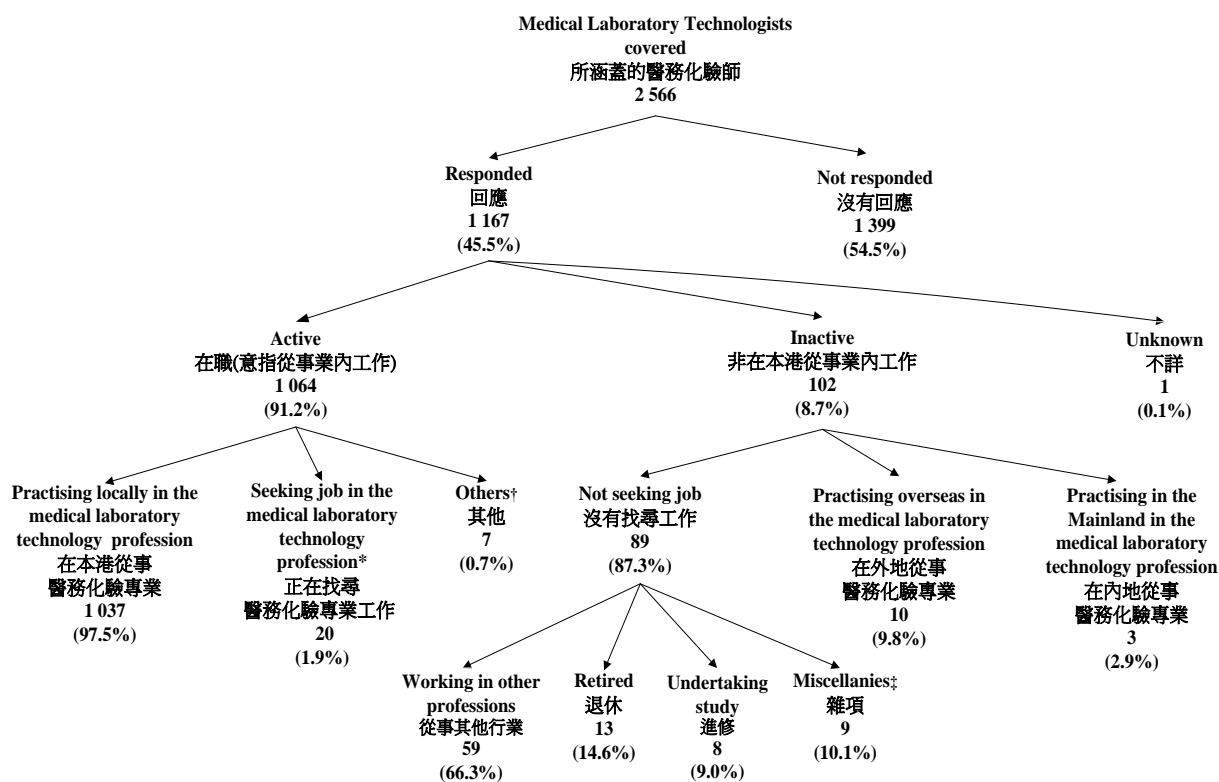 Medical Laboratory Technologists
covered
所涵蓋的醫務化驗師
2 566
Responded
回應
1 167
(45.5%)
Not responded
沒有回應
1 399
(54.5%)
Active
在職(意指從事業內工作)
1 064
(91.2%)
Inactive
非在本港從事業內工作
102
(8.7%)
Unknown
不詳
1
(0.1%)
Practising locally in the
medical laboratory
technology profession
在本港從事
醫務化驗專業
1 037
(97.5%)
Seeking job in the
medical laboratory
technology
profession*
正在找尋
醫務化驗專業工作
20
(1.9%)
Others†
其他
7
(0.7%)
Not seeking job
沒有找尋工作
89
(87.3%)
Practising overseas in
the medical laboratory
technology profession
在外地從事
醫務化驗專業
10
(9.8%)
Practising in the
Mainland in the
medical laboratory
technology profession
在內地從事
醫務化驗專業
3
(2.9%)
Working in other
professions
從事其他行業
59
(66.3%)
Retired
退休
13
(14.6%)
Undertaking
study
進修
8
(9.0%)
Miscellanies‡
雜項
9
(10.1%)